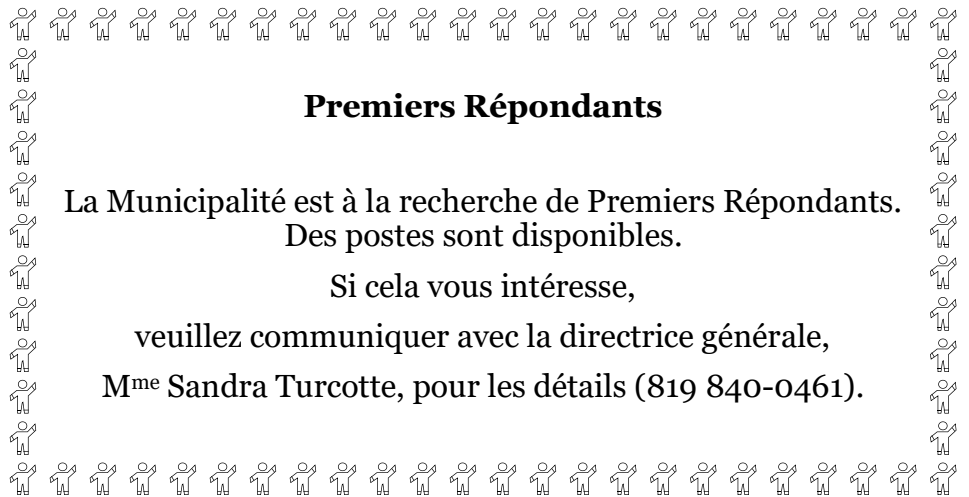 Premiers Répondants
La Municipalité est à la recherche de Premiers Répondants.
Des postes sont disponibles.
Si cela vous intéresse,
veuillez communiquer avec la directrice générale,
Mme Sandra Turcotte, pour les détails (819 840-0461).